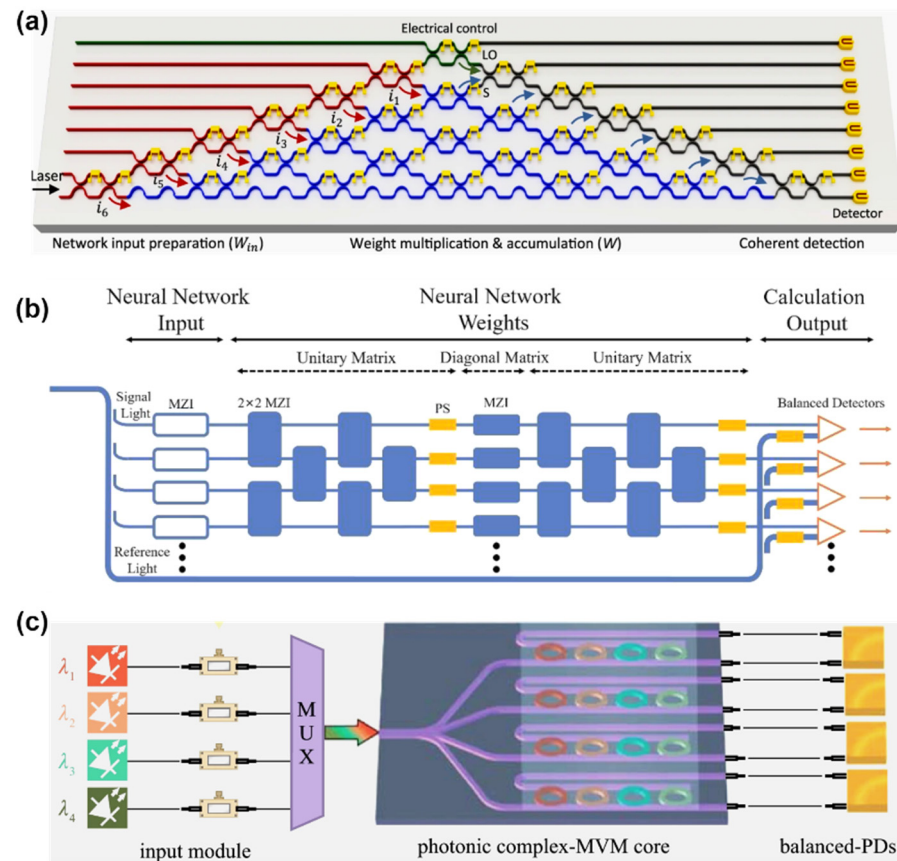 (a)
Electrical control
LO
S
i1
i2
i3
i4
i5
i6
Laser
Detector
Network input preparation (Win) Weight multiplication & accumulation (W) Coherent detection
(b)
Neural Network Input
Neural Network Weights
Calculation Output
Unitary Matrix Diagonal Matrix Unitary Matrix
Signal Light
MZI 2×2 MZI PS MZI Balanced Detectors
Reference Light
(c)
λ1
λ2
λ3
λ4
MUX
input module photonic complex-MVM core balanced-PDs